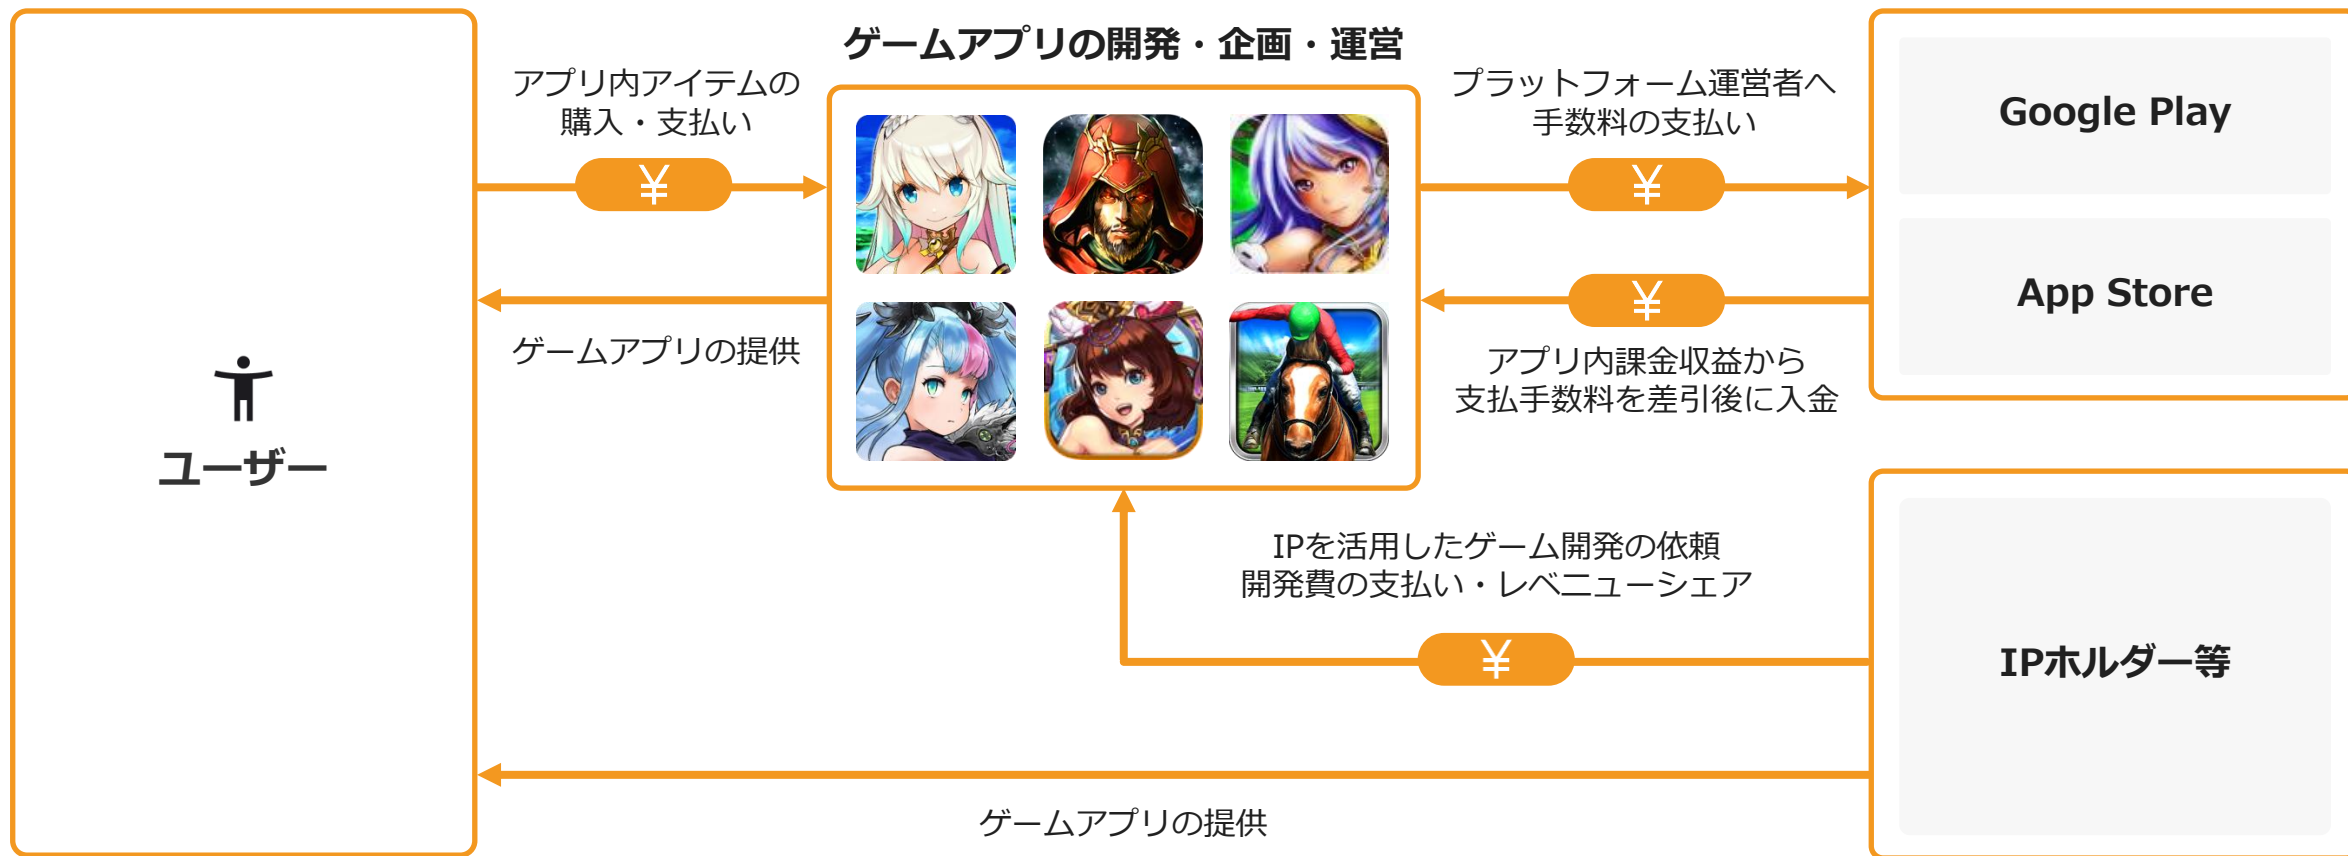 ゲームアプリの開発・企画・運営
アプリ内アイテムの
購入・支払い
¥
ゲームアプリの提供
ユーザー
プラットフォーム運営者へ
手数料の支払い
¥
¥
アプリ内課金収益から
支払手数料を差引後に入金
Google Play
App Store
IPを活用したゲーム開発の依頼
開発費の支払い・レベニューシェア
¥
IPホルダー等
ゲームアプリの提供